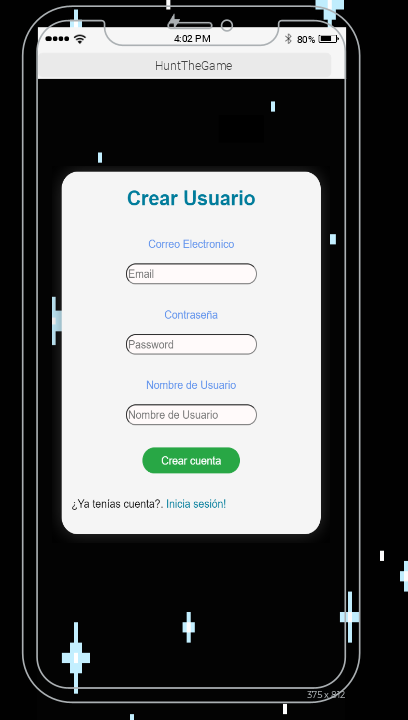 4:02 PM
80%
HuntTheGame
Crear Usuario
Correo Electronico
Email
Contraseña
Password
Nombre de Usuario
Nombre de Usuario
Crear cuenta
¿Ya tenías cuenta?. Inicia sesión!
375 x 812